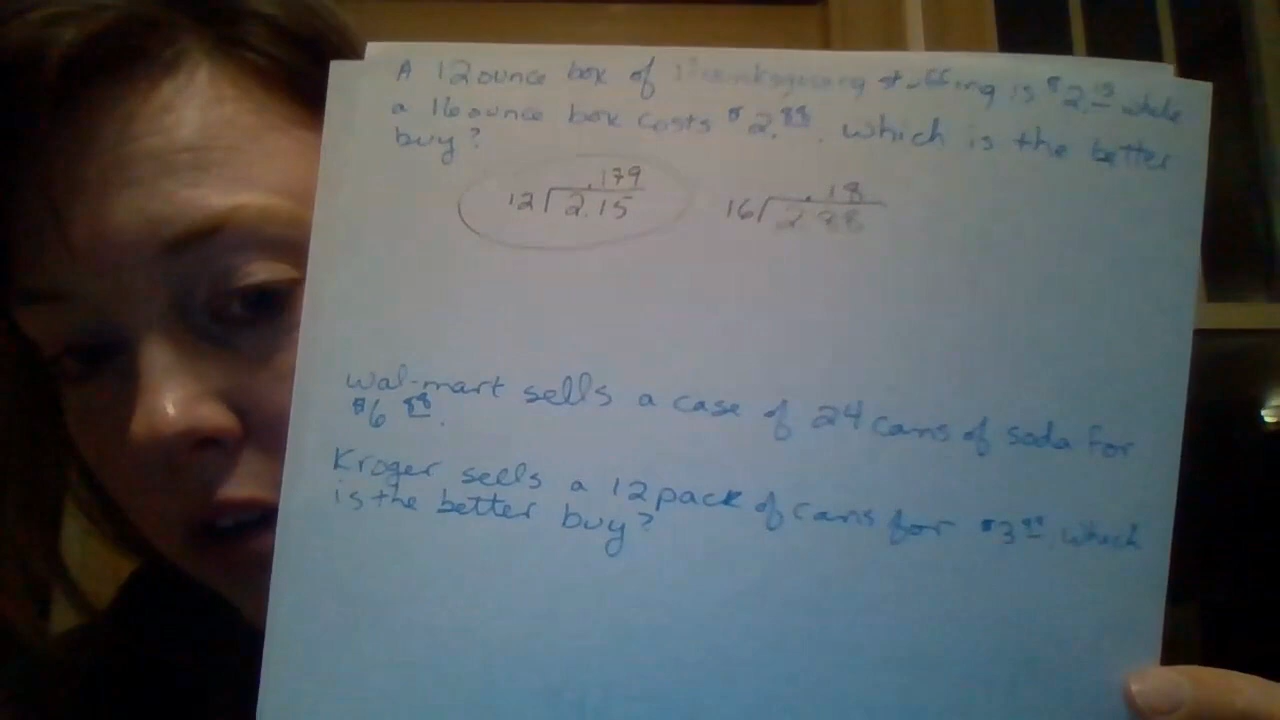 A 12 ounce box of Thanksgiving stuffing is $2.15 while
a 16 ounce box costs $2.88. Which is the better
buy?
.179
12 2.15
.18
16 2.88
Wal-mart sells a case of 24 cans of soda for
$6 88.
Kroger sells a 12 pack of cans for $3 which
is the better buy?